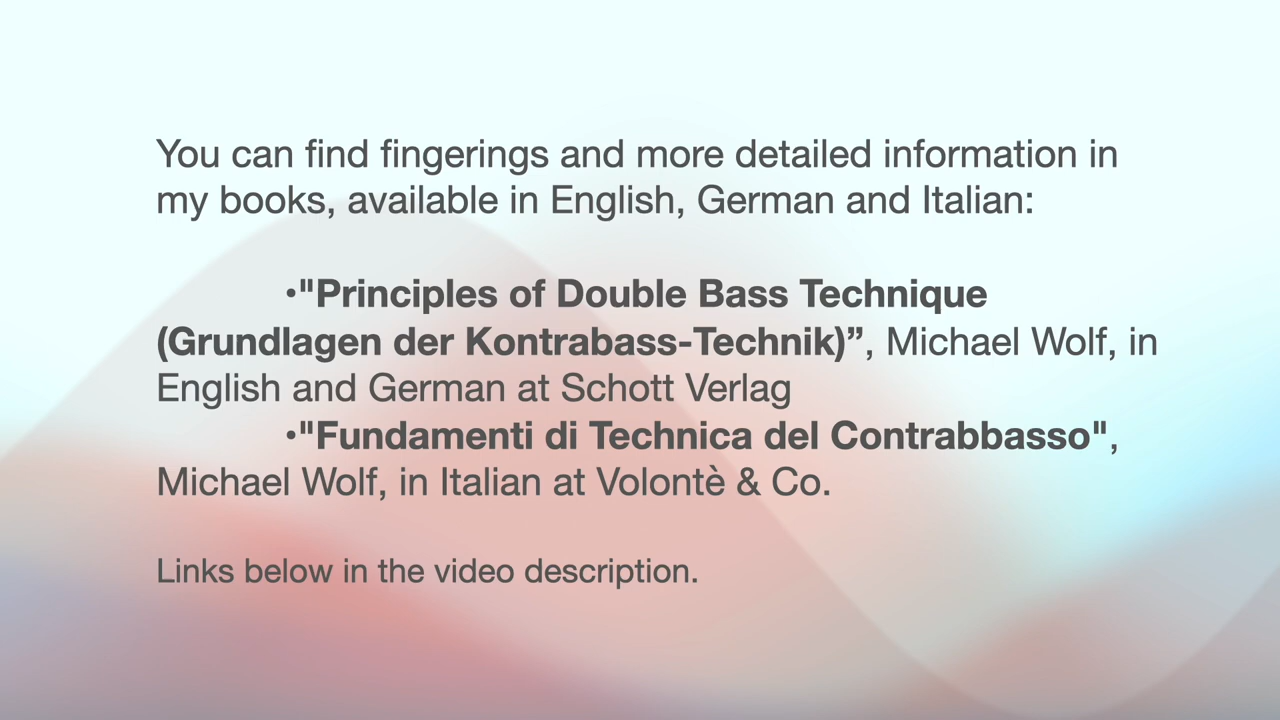 You can find fingerings and more detailed information in
my books, available in English, German and Italian:
•"Principles of Double Bass Technique
(Grundlagen der Kontrabass-Technik)”, Michael Wolf, in
English and German at Schott Verlag
•"Fundamenti di Technica del Contrabbasso",
Michael Wolf, in Italian at Volontè & Co.
Links below in the video description.